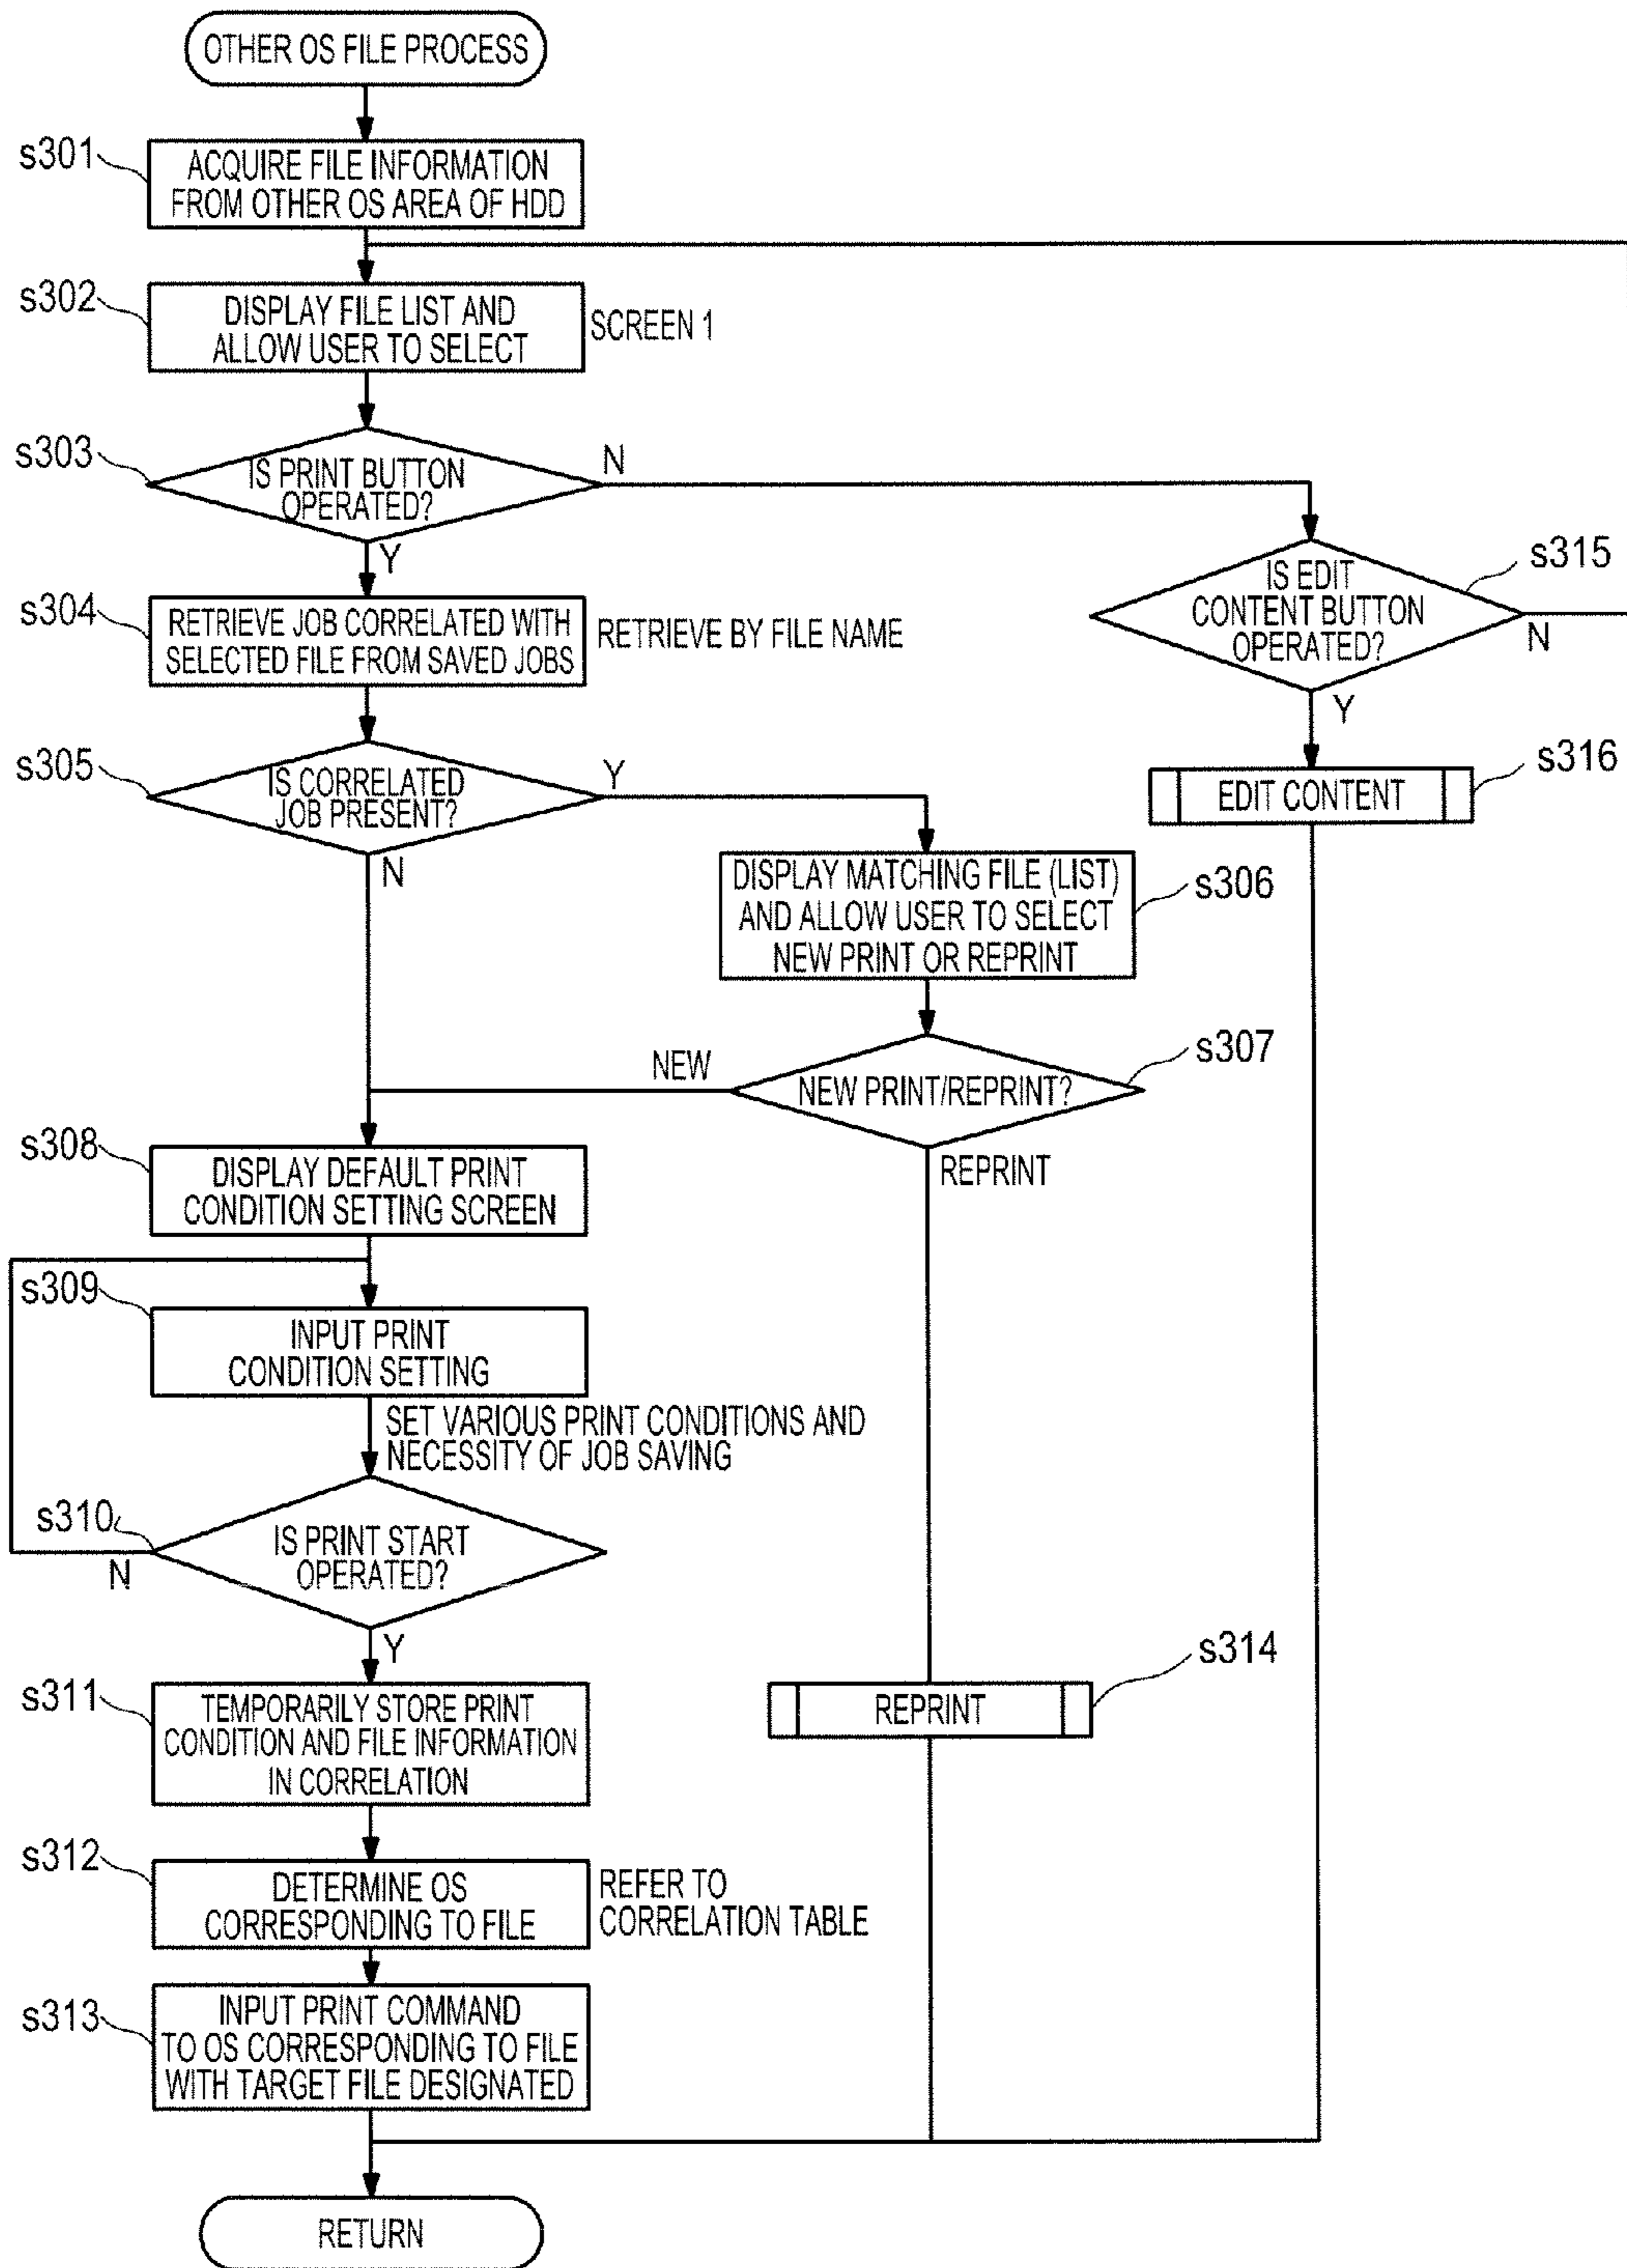 OTHER OS FILE PROCESS
s301
ACQUIRE FILE INFORMATION
FROM OTHER OS AREA OF HDD
s302
DISPLAY FILE LIST AND
ALLOW USER TO SELECT
SCREEN 1
s303
IS PRINT BUTTON
OPERATED?
N
Y
s315
IS EDIT
CONTENT BUTTON
OPERATED?
N
Y
s304
RETRIEVE JOB CORRELATED WITH
SELECTED FILE FROM SAVED JOBS
RETRIEVE BY FILE NAME
s316
EDIT CONTENT
s305
IS CORRELATED
JOB PRESENT?
Y
N
DISPLAY MATCHING FILE (LIST)
AND ALLOW USER TO SELECT
NEW PRINT OR REPRINT
s306
s307
NEW
NEW PRINT/REPRINT?
REPRINT
s308
DISPLAY DEFAULT PRINT
CONDITION SETTING SCREEN
s309
INPUT PRINT
CONDITION SETTING
SET VARIOUS PRINT CONDITIONS AND
NECESSITY OF JOB SAVING
s310
IS PRINT START
OPERATED?
N
Y
s314
REPRINT
s311
TEMPORARILY STORE PRINT
CONDITION AND FILE INFORMATION
IN CORRELATION
s312
DETERMINE OS
CORRESPONDING TO FILE
REFER TO
CORRELATION TABLE
s313
INPUT PRINT COMMAND
TO OS CORRESPONDING TO FILE
WITH TARGET FILE DESIGNATED
RETURN